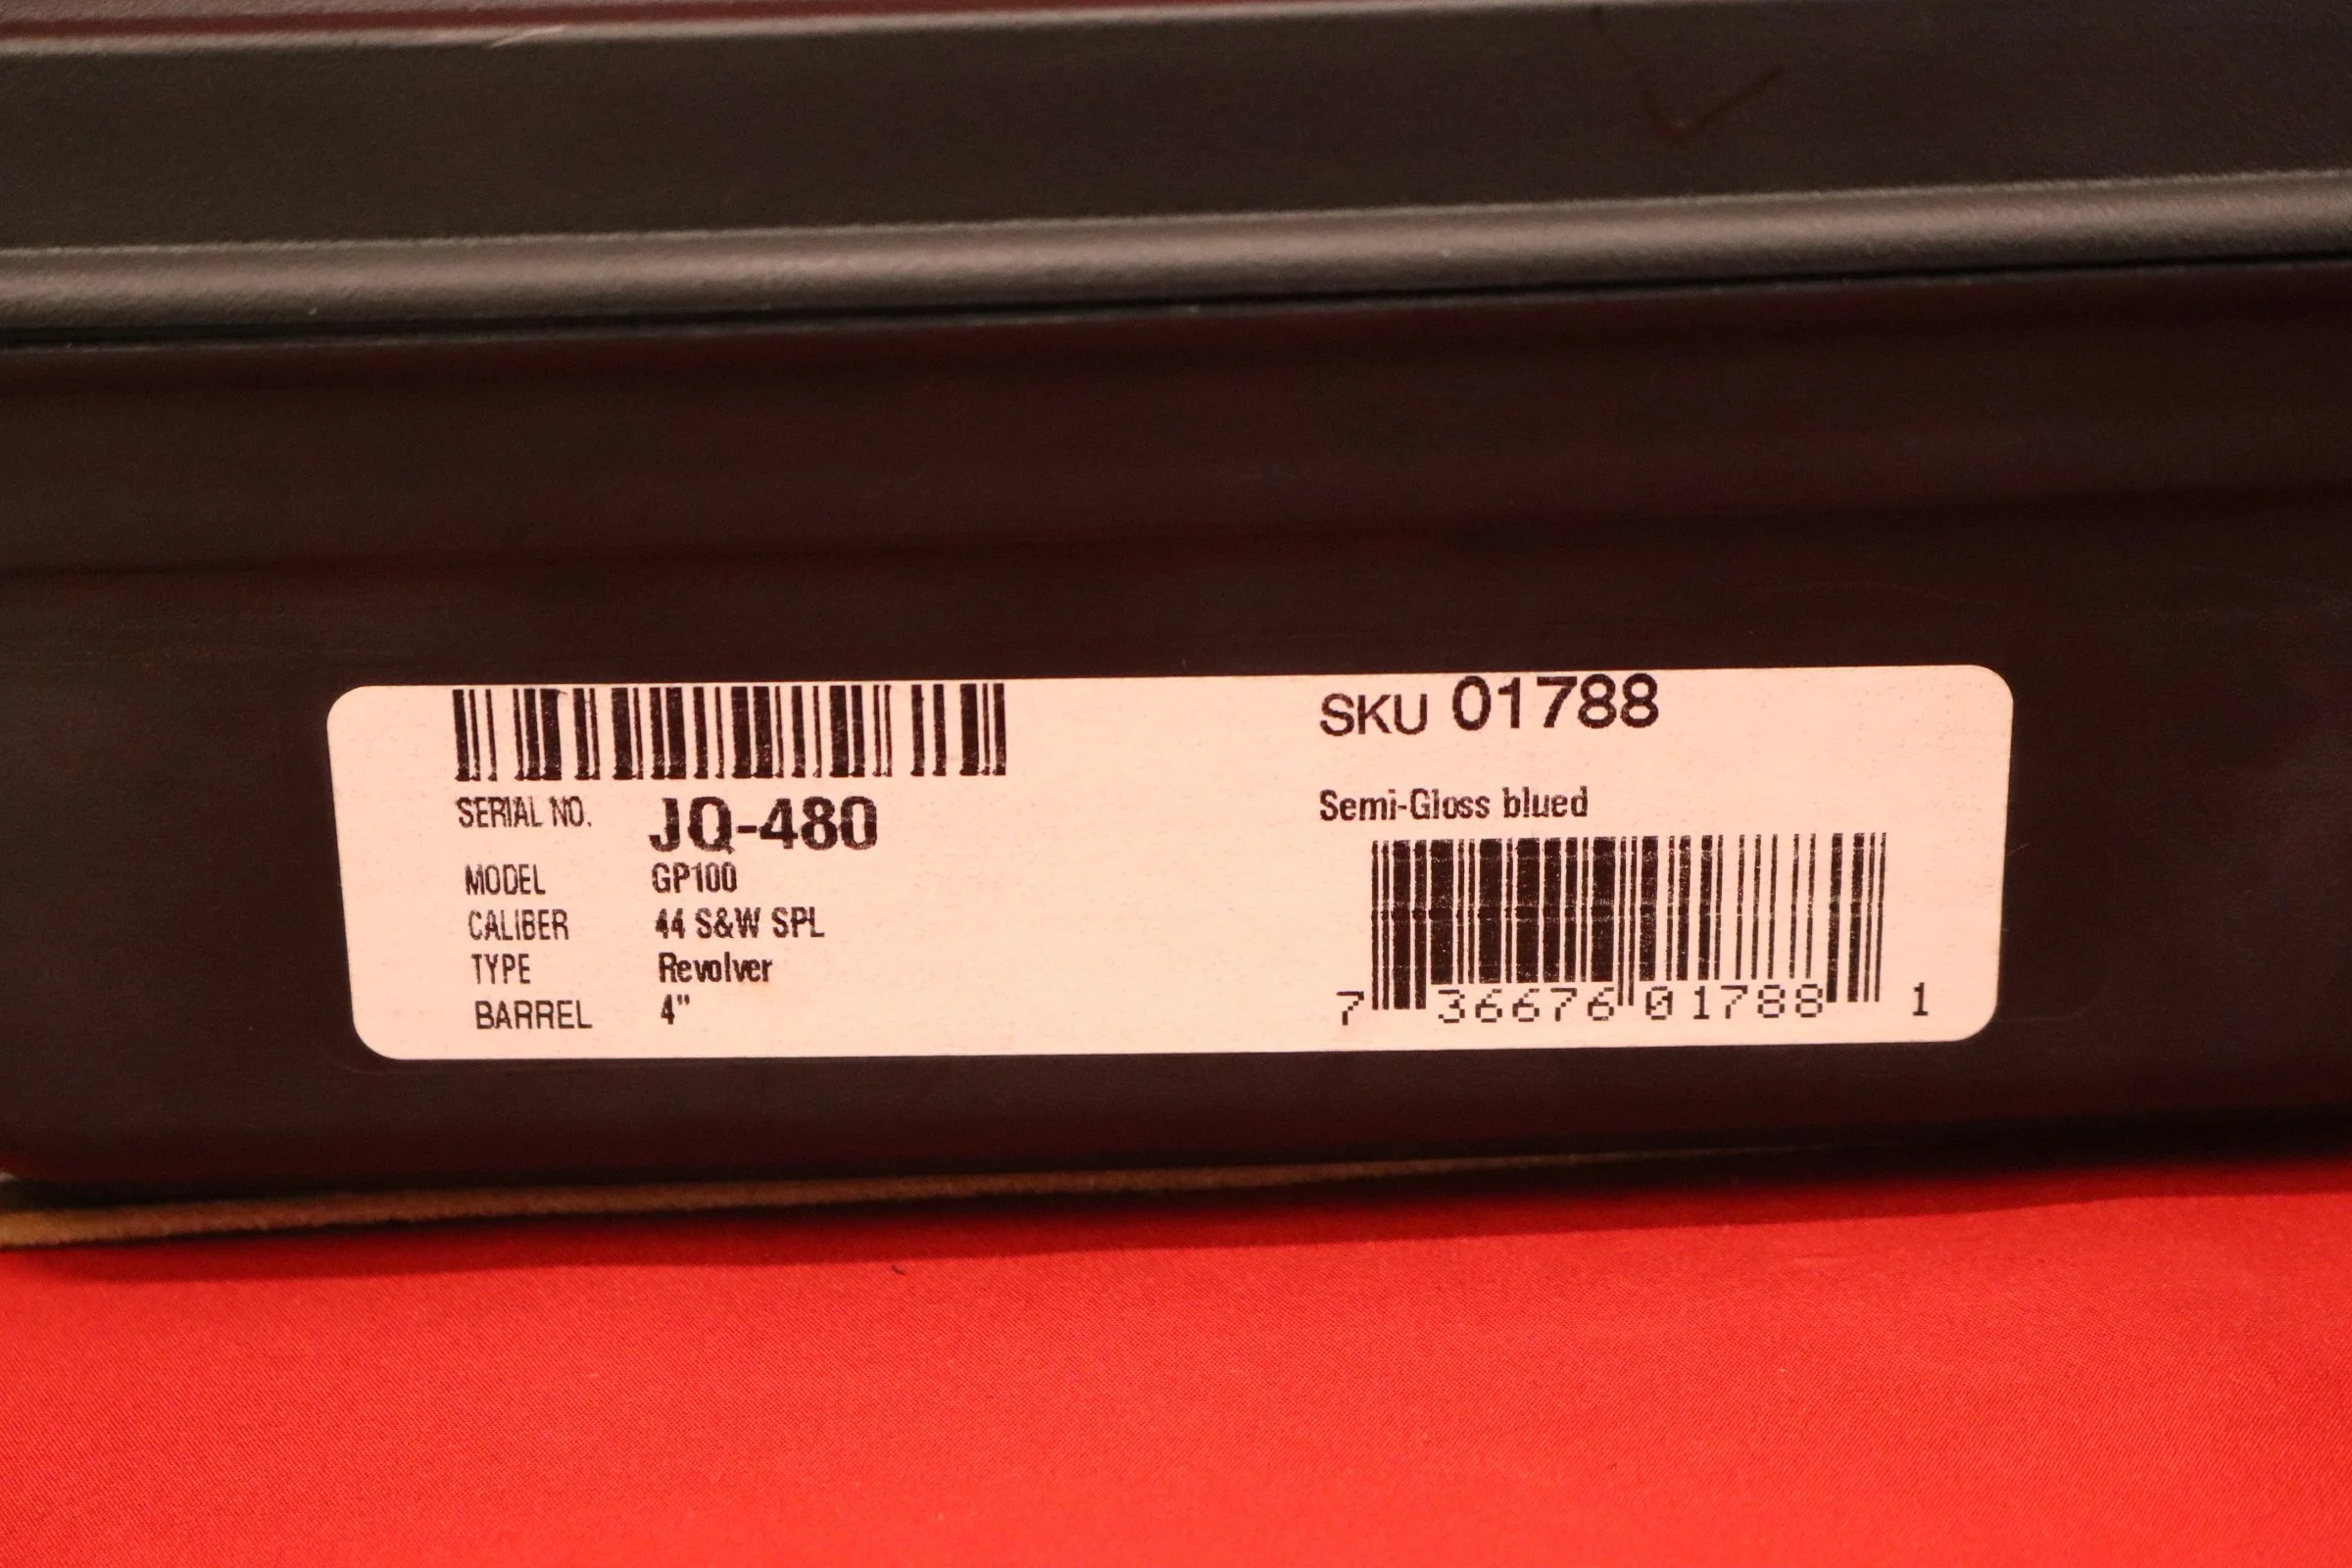 SERIAL NO. JQ-480
MODEL GP100
CALIBER 44 S&W SPL
TYPE Revolver
BARREL 4"
SKU 01788
Semi-Gloss blued
7 36676 01788 1